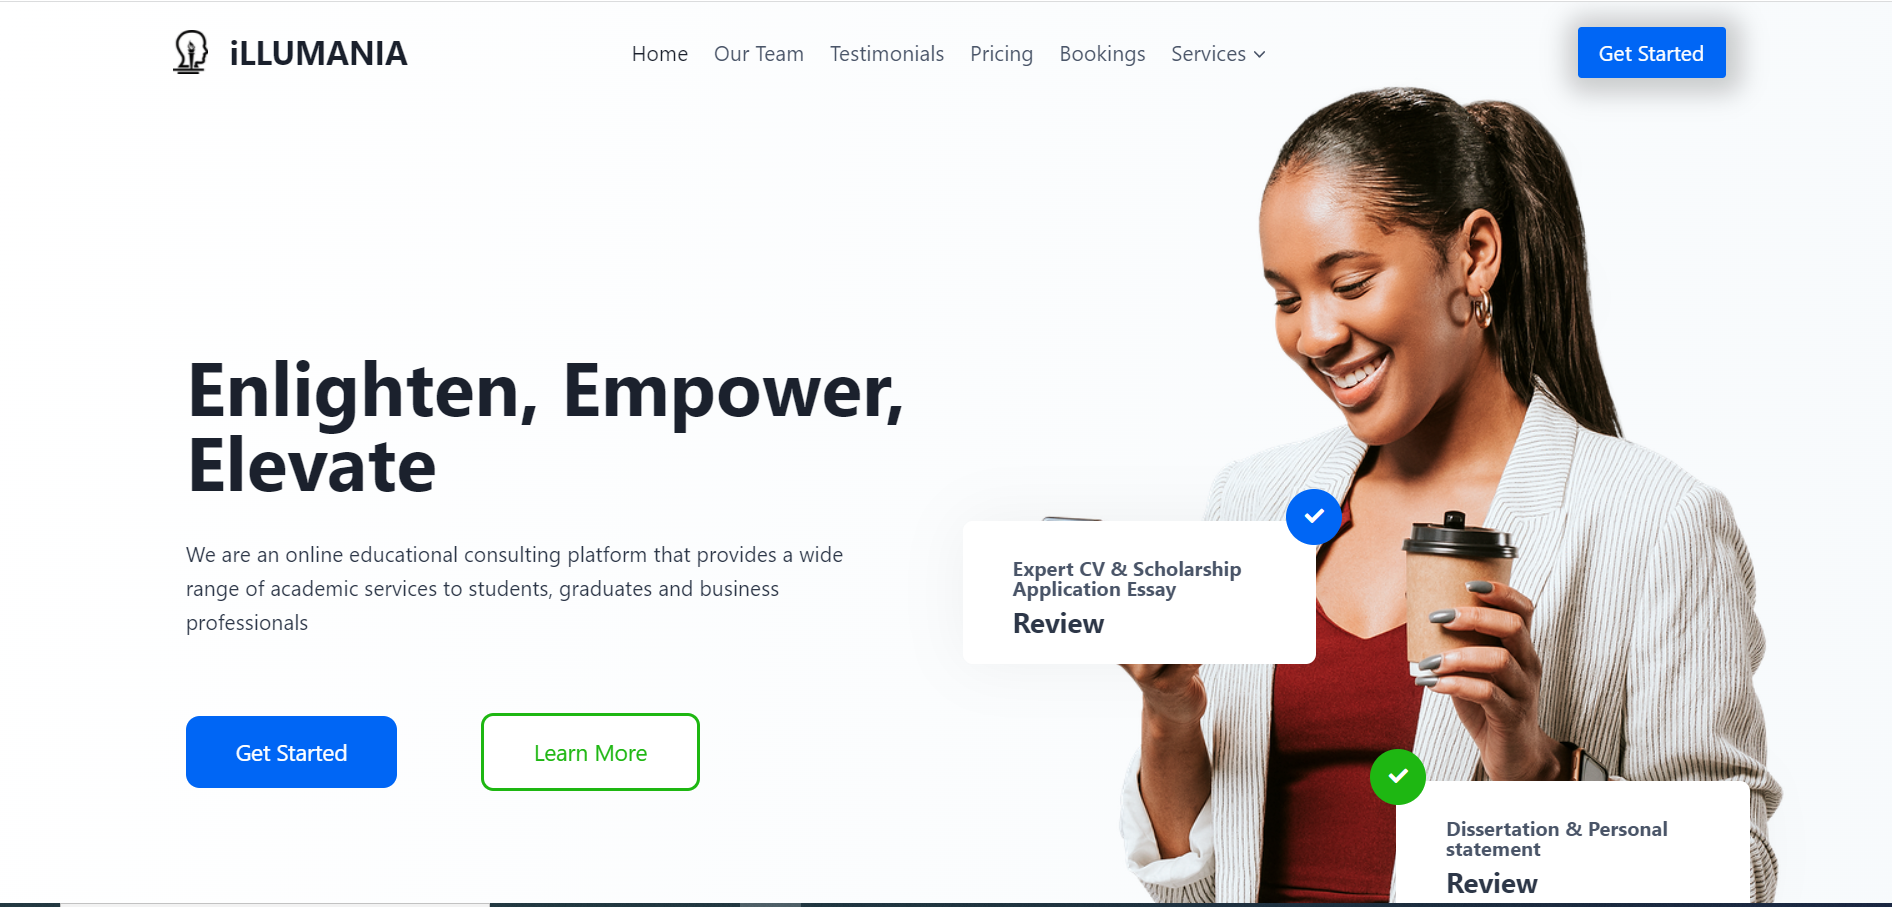 iLLUMANIA
Home Our Team Testimonials Pricing Bookings Services
Get Started
Enlighten, Empower,
Elevate
We are an online educational consulting platform that provides a wide
range of academic services to students, graduates and business
professionals
Get Started
Learn More
Expert CV & Scholarship
Application Essay
Review
Dissertation & Personal
statement
Review